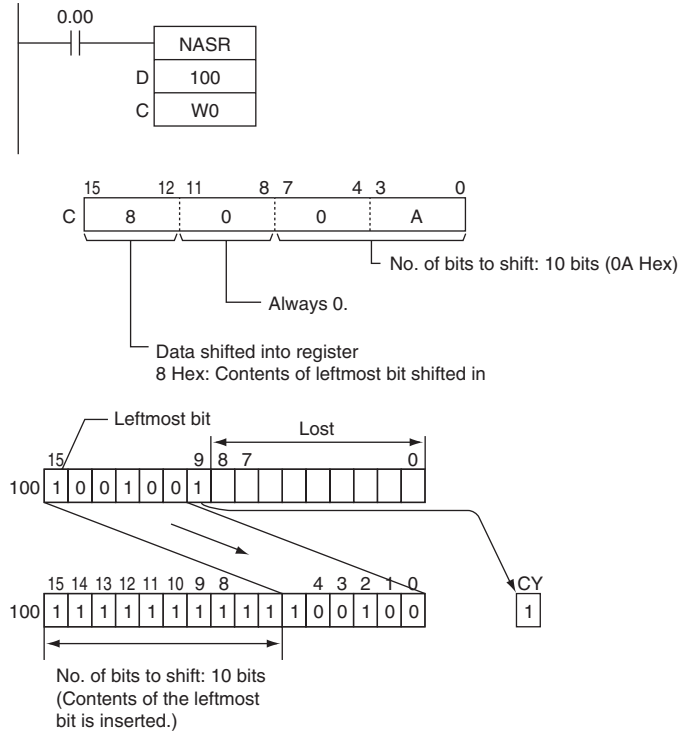 0.00
NASR
D 100
C W0
15 12 11 8 7 4 3 0
C 8 0 0 A
No. of bits to shift: 10 bits (0A Hex)
Always 0.
Data shifted into register
8 Hex: Contents of leftmost bit shifted in
Leftmost bit
Lost
15 9 8 7 0
100 1 0 0 1 0 0 1
15 14 13 12 11 10 9 8 4 3 2 1 0 CY
100 1 1 1 1 1 1 1 1 1 1 1 0 0 1 0 0 1
No. of bits to shift: 10 bits
(Contents of the leftmost
bit is inserted.)